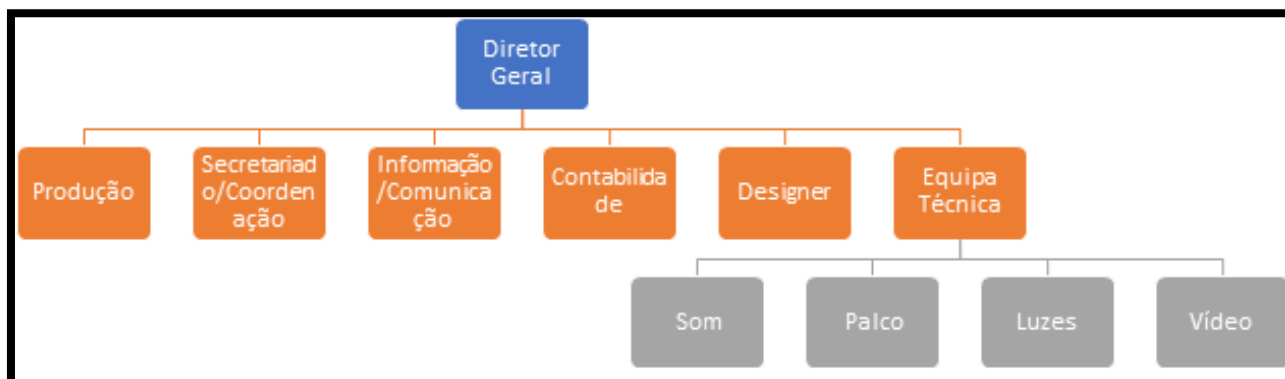 Diretor
Geral
Produção
Secretariad
o/Coorden
ação
Informação
/Comunica
ção
Contabilida
de
Designer
Equipa
Técnica
Som
Palco
Luzes
Vídeo